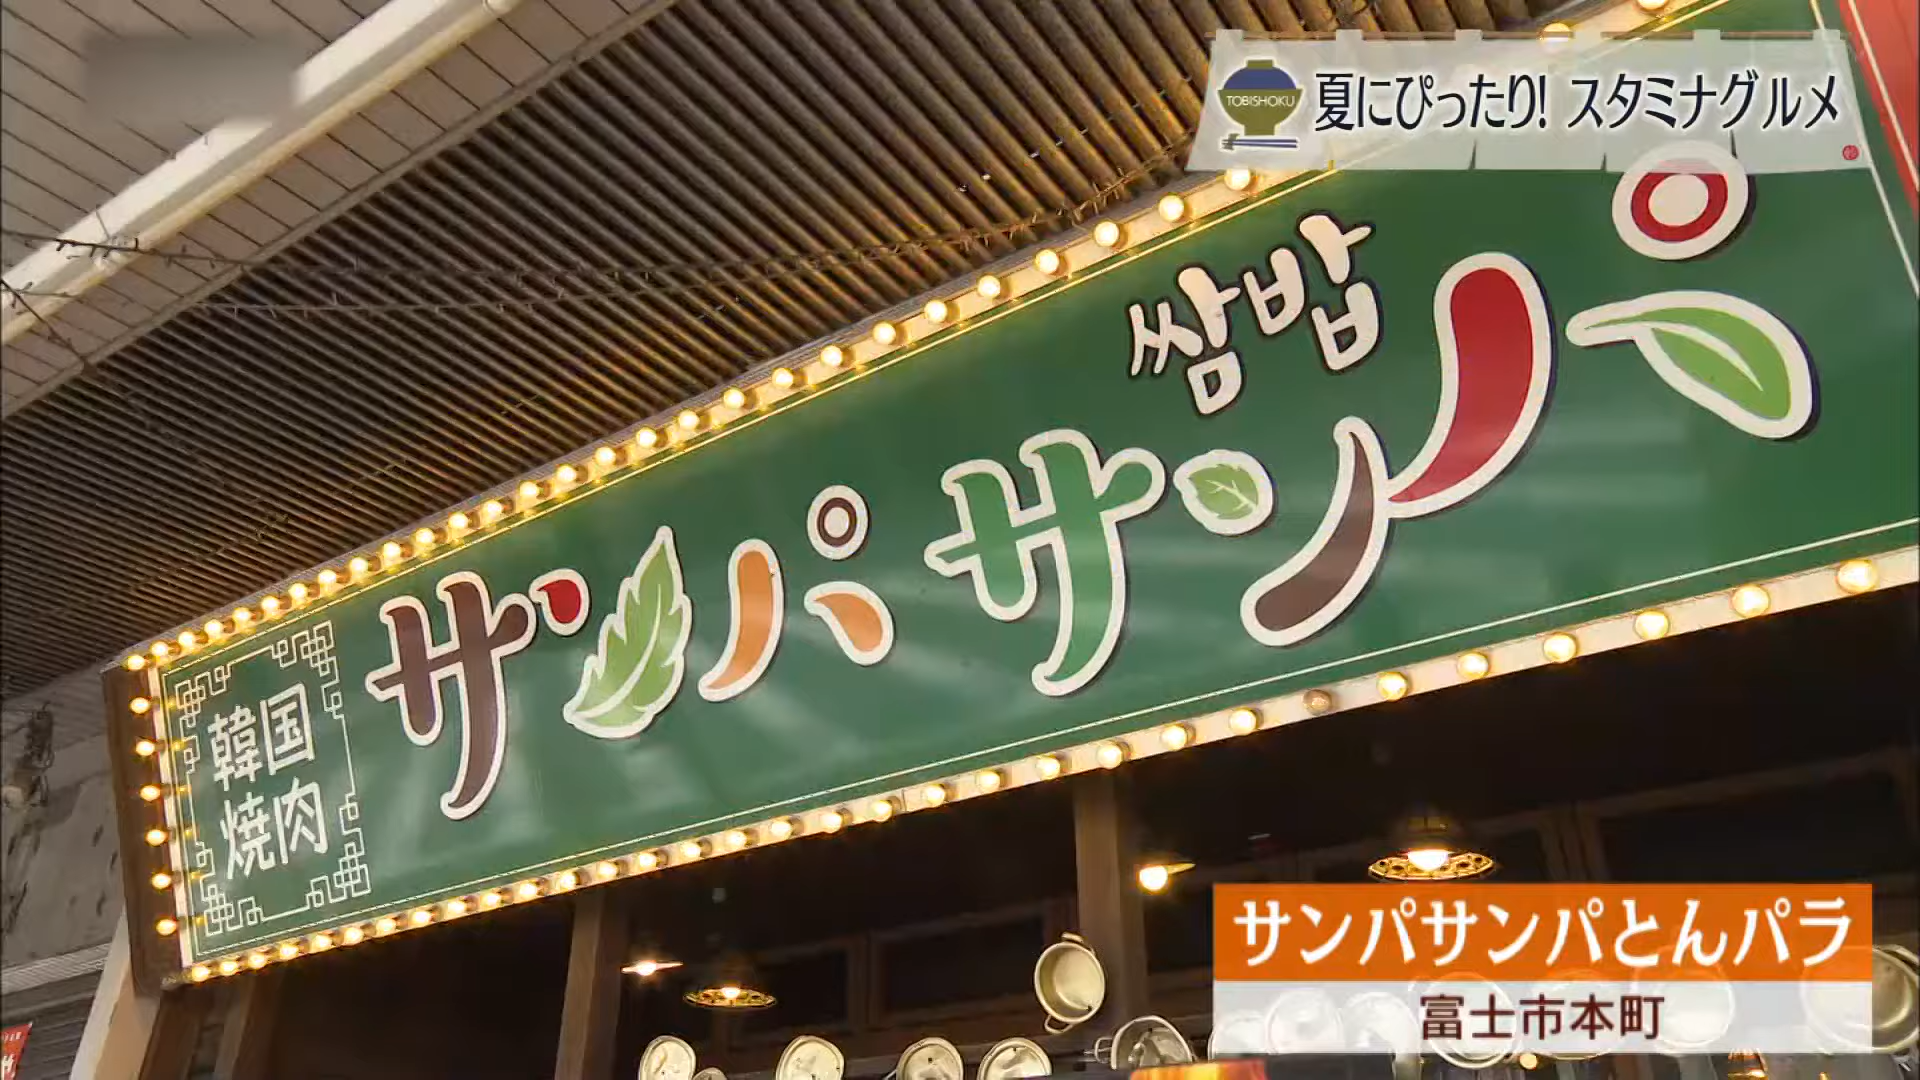 TOBISHOKU
夏にぴったり! スタミナグルメ
쌈밥
サンパサンパ
韓国
焼肉
サンパサンパとんパラ
富士市本町